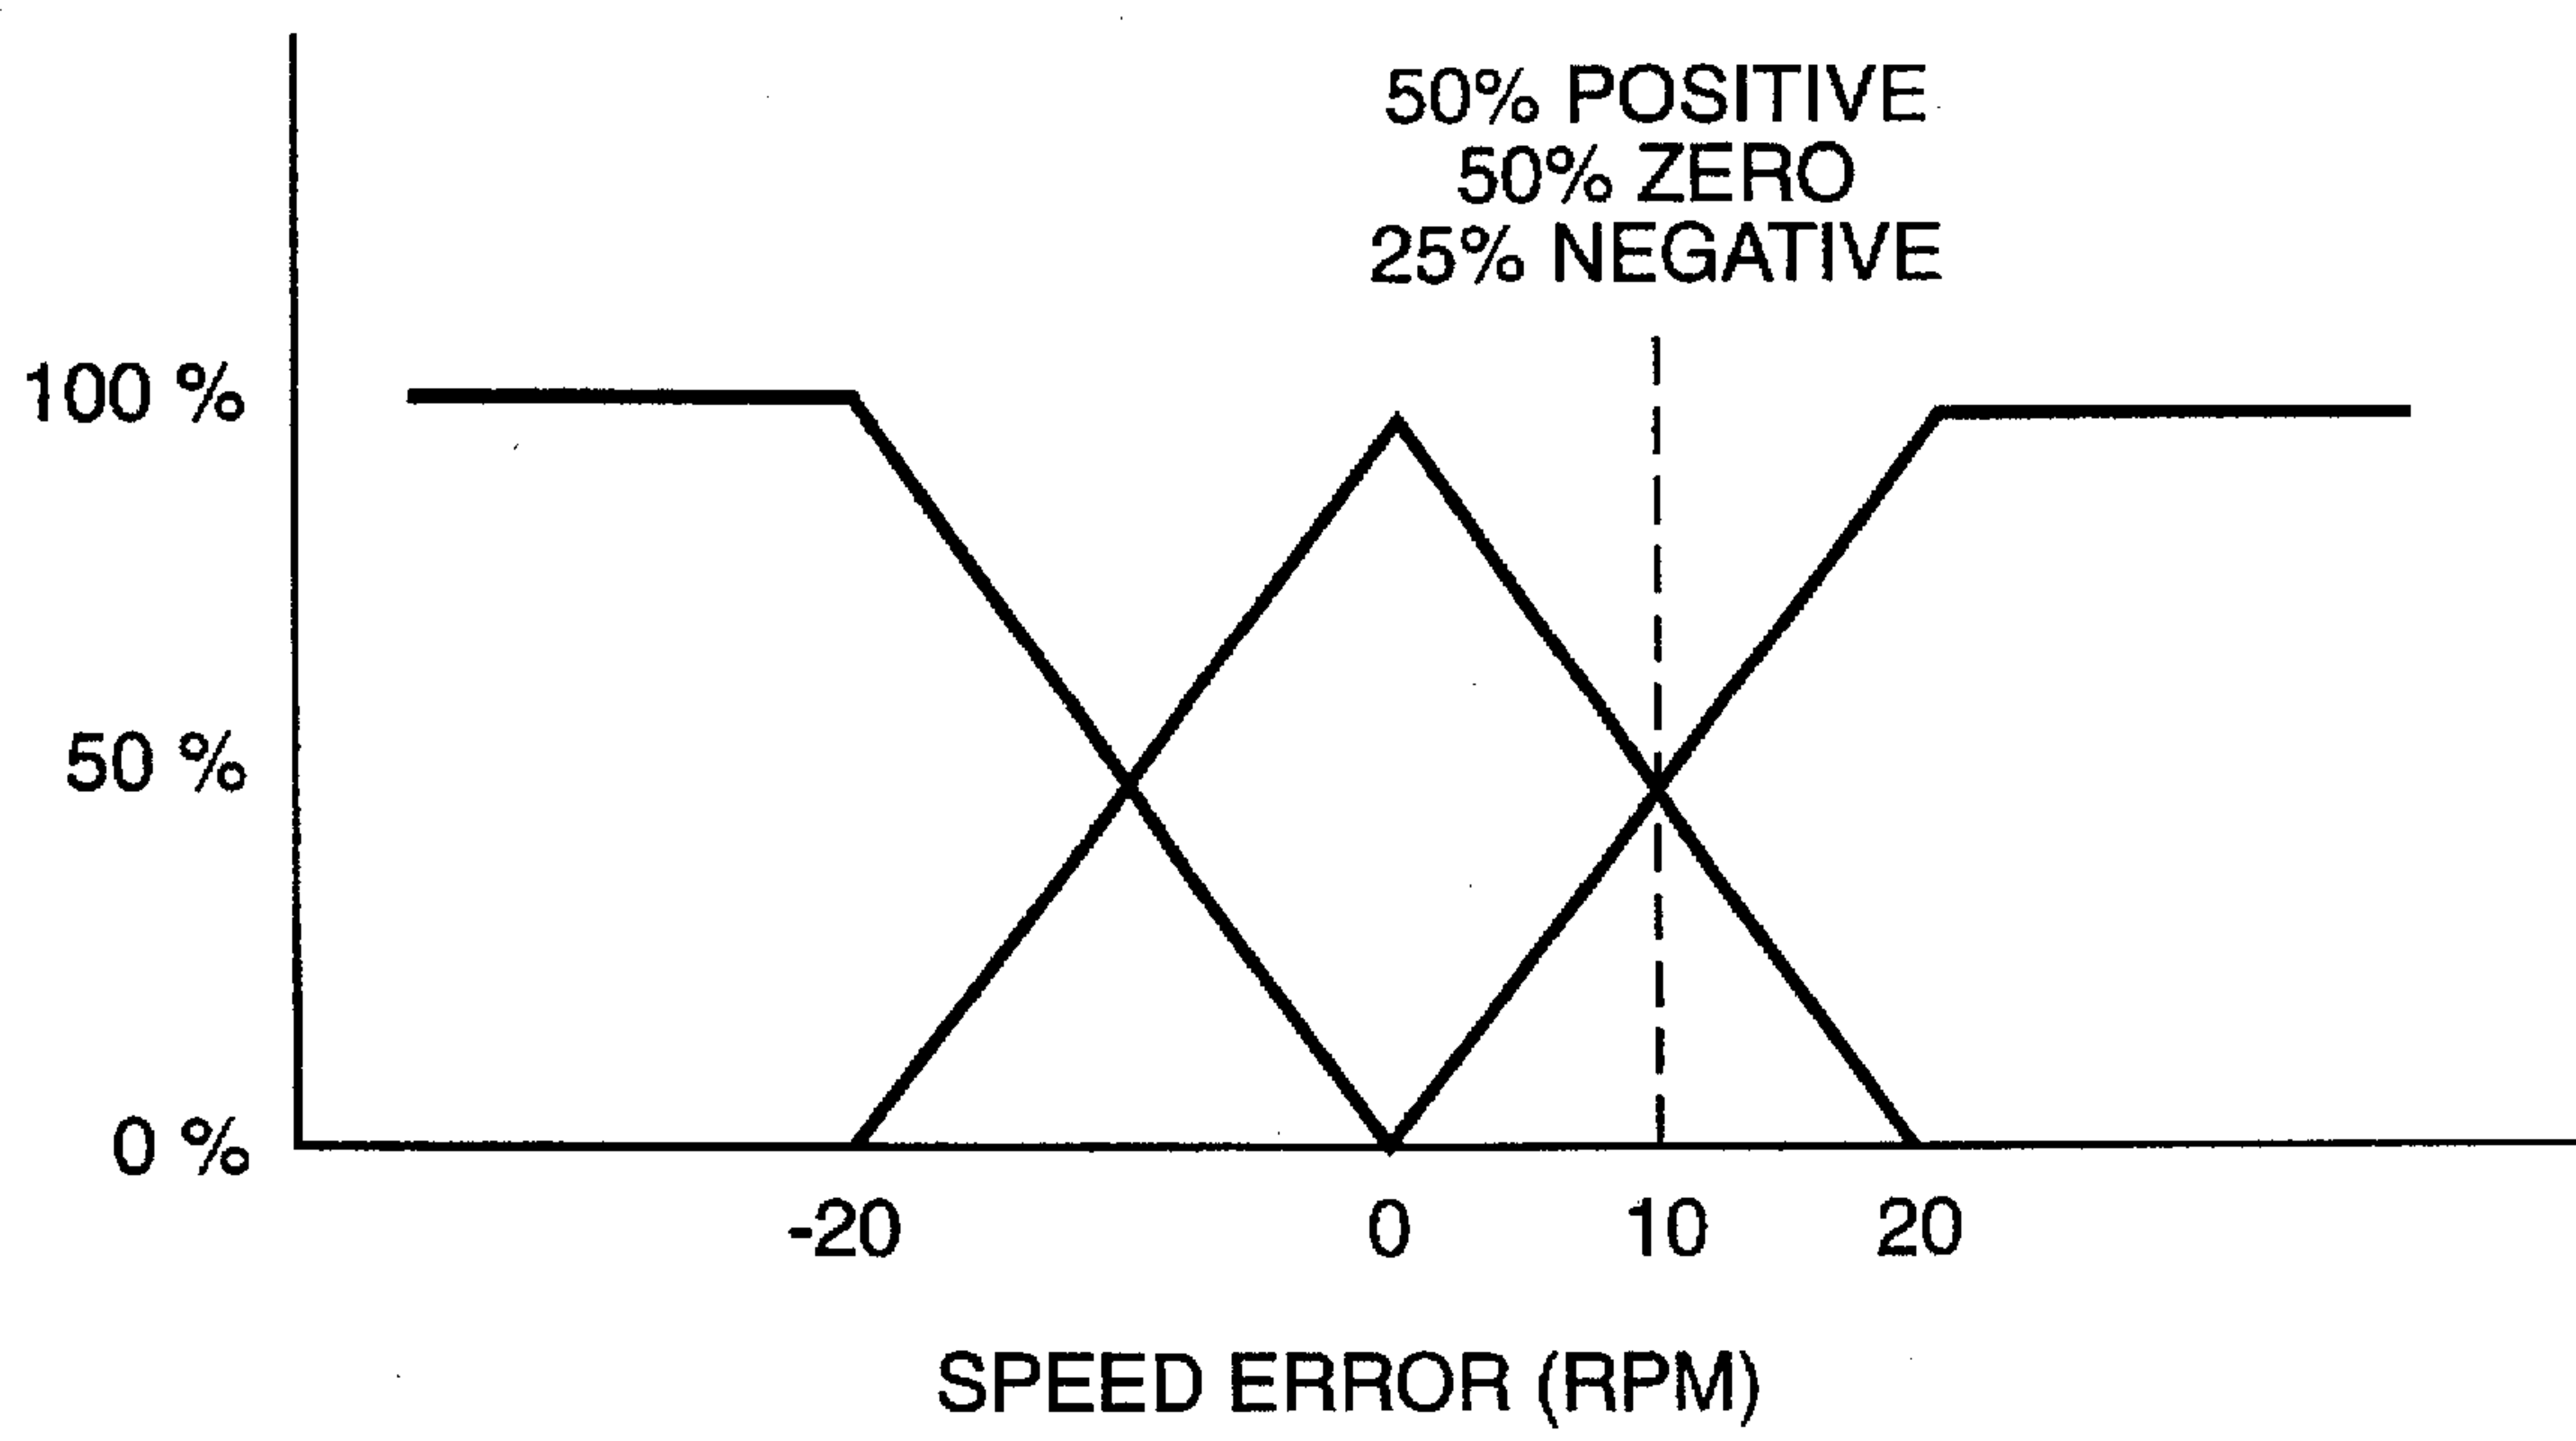 50% POSITIVE
50% ZERO
25% NEGATIVE
100 %
50 %
0 %
-20 0 10 20
SPEED ERROR (RPM)